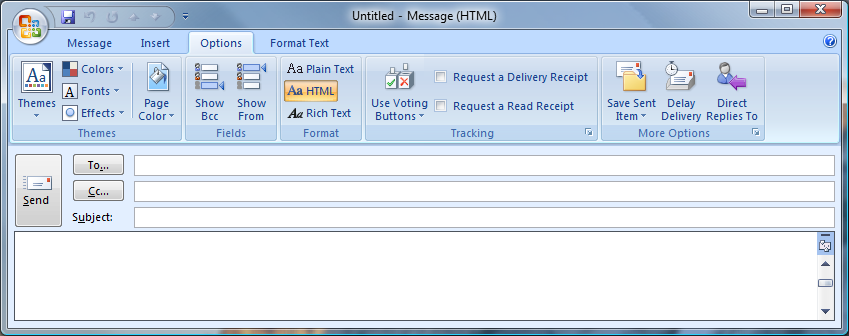 Untitled - Message (HTML)
Message Insert Options Format Text
Themes
Colors
Fonts
Effects
Themes
Page Color
Show Bcc
Show From
Fields
Aa Plain Text
Aa HTML
Aa Rich Text
Format
Use Voting Buttons
Request a Delivery Receipt
Request a Read Receipt
Tracking
Save Sent Item
Delay Delivery
Direct Replies To
More Options
Send
To...
Cc...
Subject: